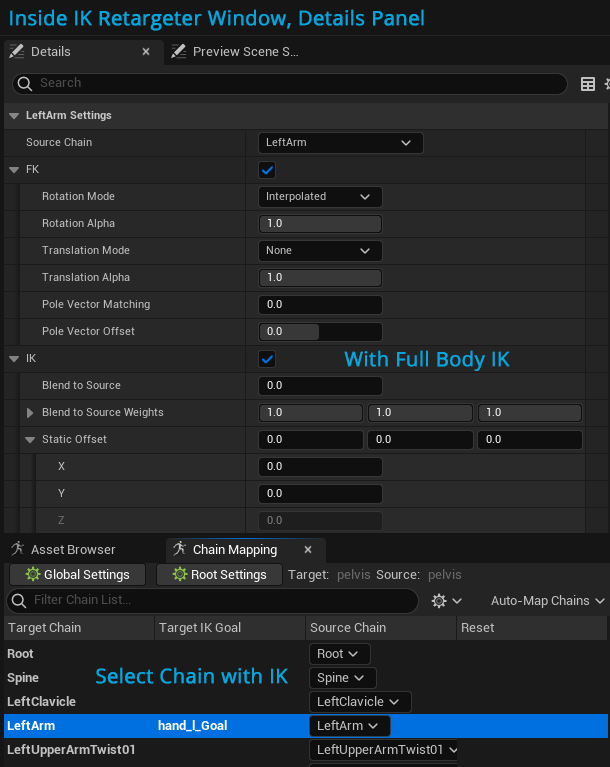 Inside IK Retargeter Window, Details Panel
Details × Preview Scene S...
Search
LeftArm Settings
Source Chain LeftArm
FK
Rotation Mode Interpolated
Rotation Alpha 1.0
Translation Mode None
Translation Alpha 1.0
Pole Vector Matching 0.0
Pole Vector Offset 0.0
IK With Full Body IK
Blend to Source 0.0
Blend to Source Weights 1.0 1.0 1.0
Static Offset 0.0 0.0 0.0
X 0.0
Y 0.0
Z 0.0
Asset Browser Chain Mapping ×
Global Settings Root Settings Target: pelvis Source: pelvis
Filter Chain List... Auto-Map Chains
Target Chain Target IK Goal Source Chain Reset
Root Root
Spine Select Chain with IK Spine
LeftClavicle LeftClavicle
LeftArm hand_l_Goal LeftArm
LeftUpperArmTwist01 LeftUpperArmTwist01